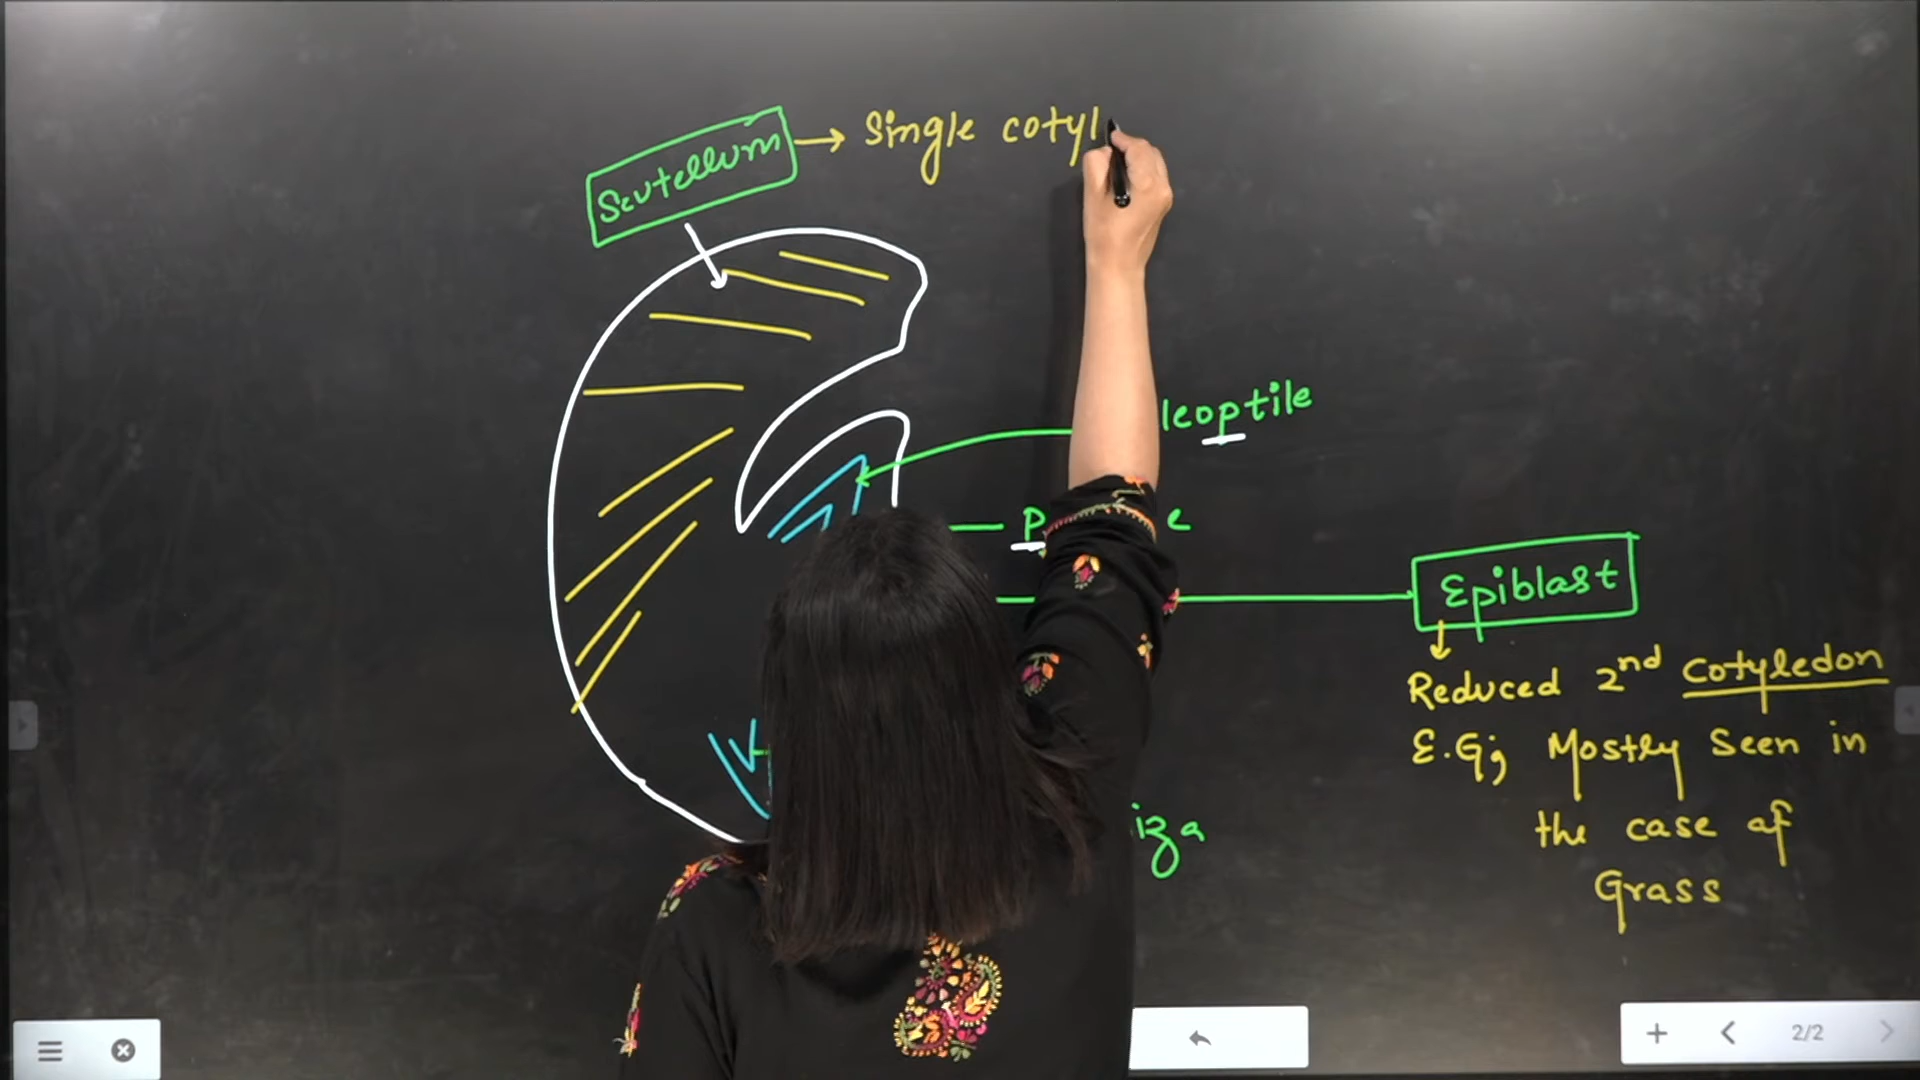 Scutellum → Single cotyl
leoptile
Epiblast
Reduced 2nd Cotyledon
E.G; Mostly Seen in
the case of
Grass
iza
2/2